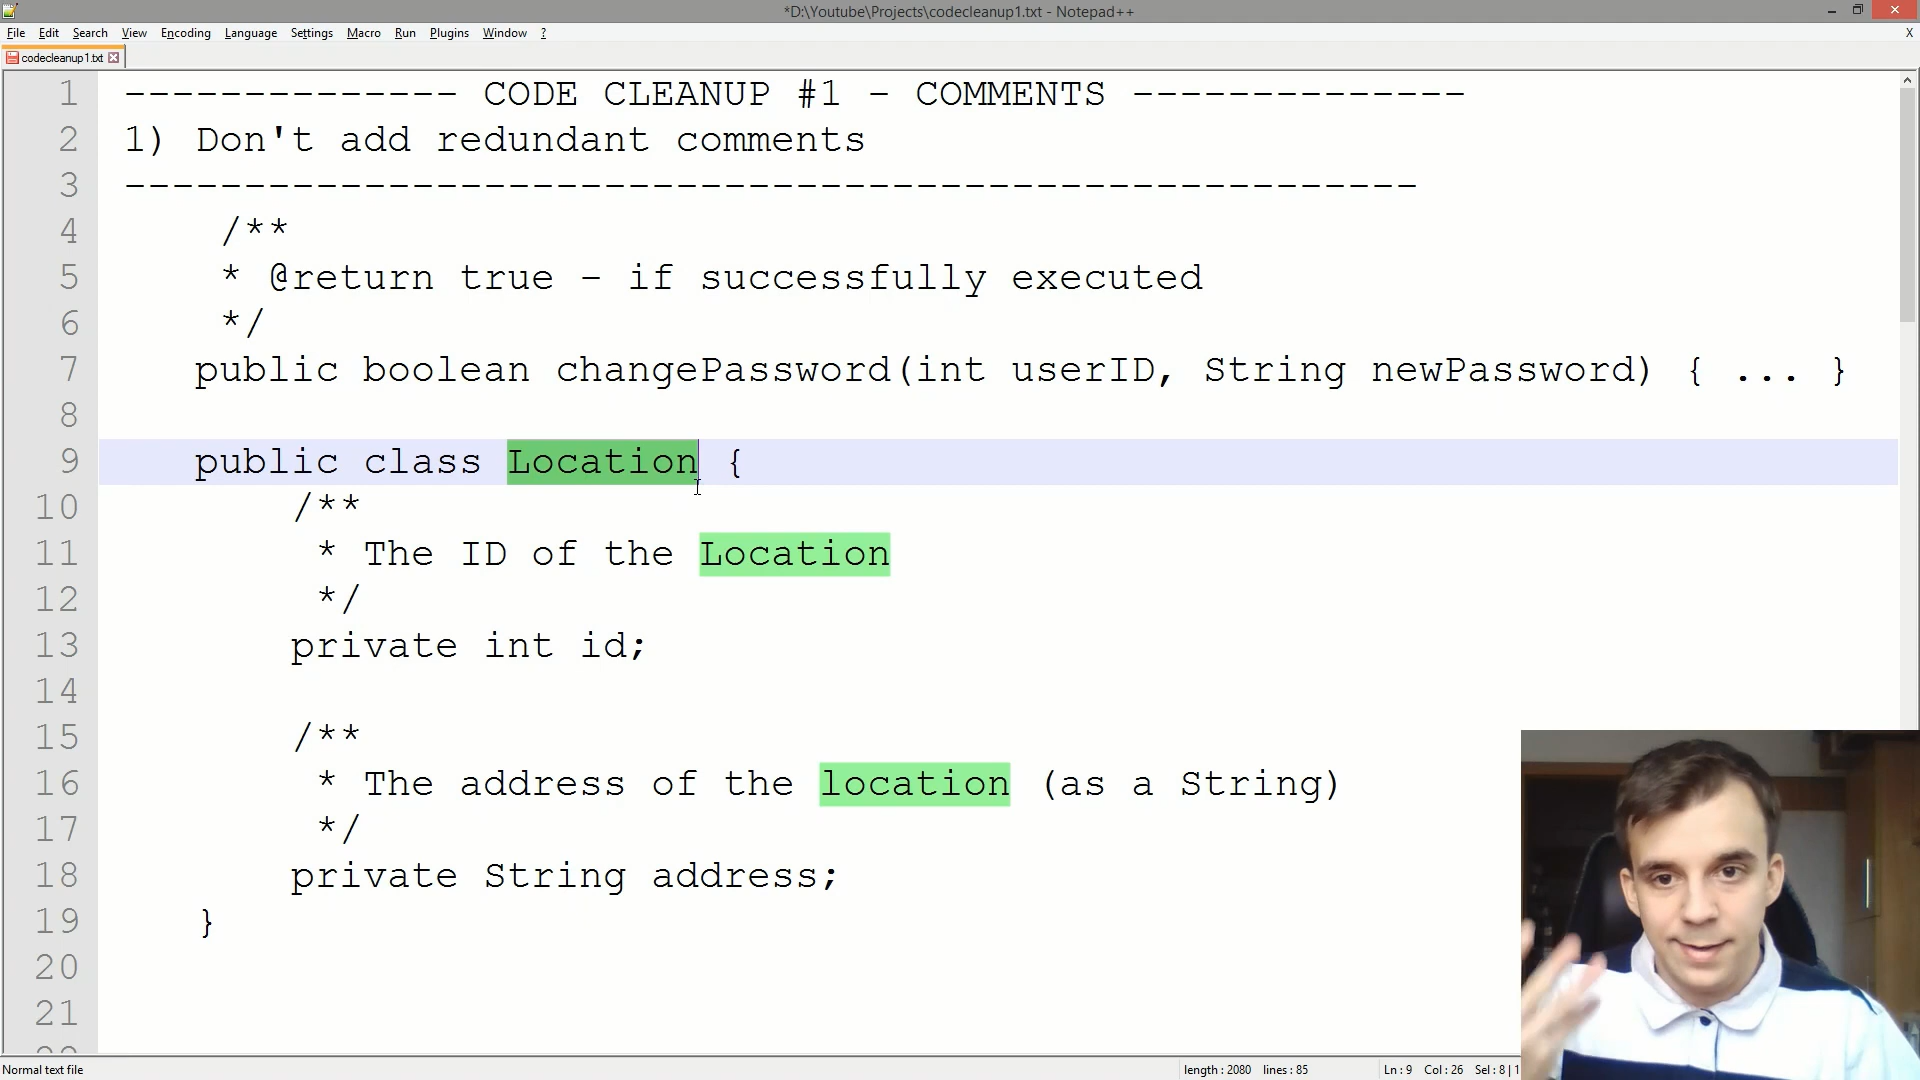 *D:\Youtube\Projects\codecleanup1.txt - Notepad++
File Edit Search View Encoding Language Settings Macro Run Plugins Window ? X
codecleanup1.txt
1 -------------- CODE CLEANUP #1 - COMMENTS --------------
2 1) Don't add redundant comments
3 ------------------------------------------------------
4 /**
5 * @return true - if successfully executed
6 */
7 public boolean changePassword(int userID, String newPassword) { ... }
8
9 public class Location {
10 /**
11 * The ID of the Location
12 */
13 private int id;
14
15 /**
16 * The address of the location (as a String)
17 */
18 private String address;
19 }
20
21
Normal text file length : 2080 lines : 85 Ln : 9 Col : 26 Sel : 8 | 1